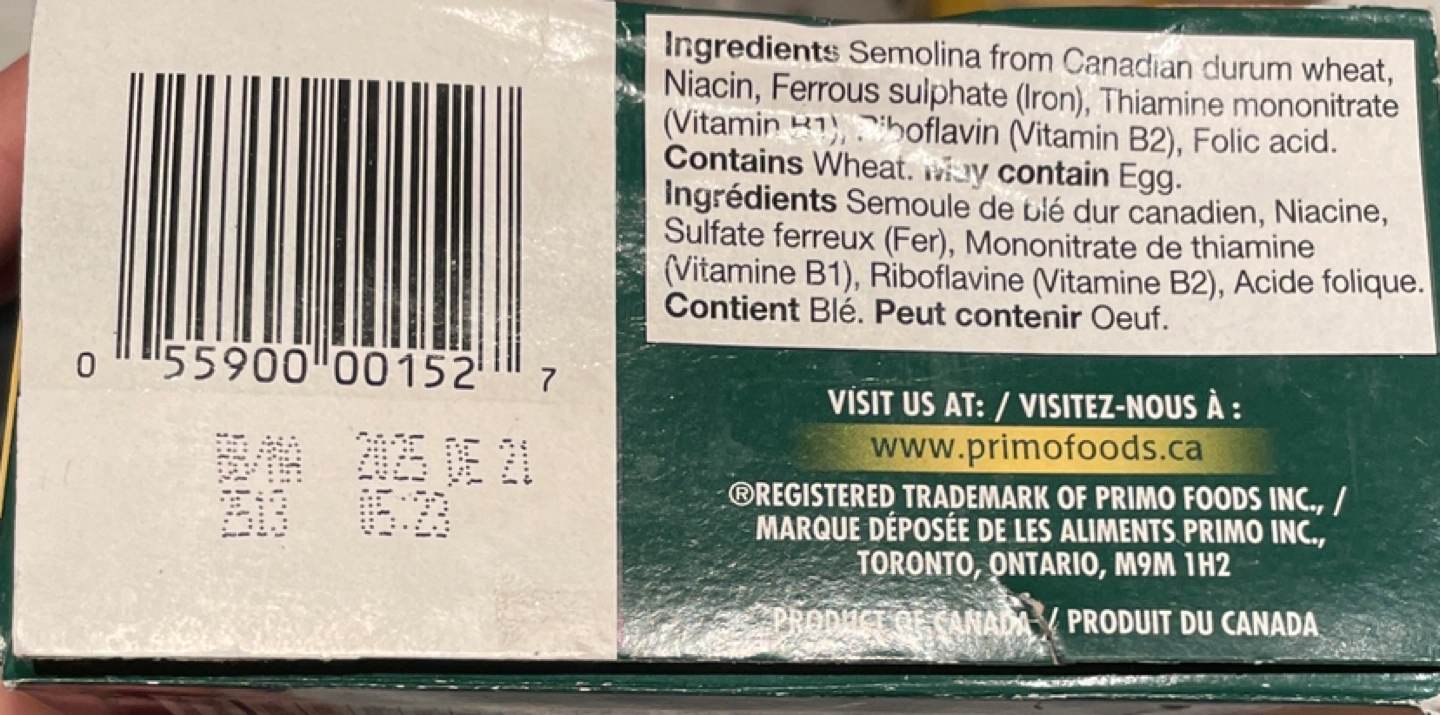 Ingredients Semolina from Canadian durum wheat,
Niacin, Ferrous sulphate (Iron), Thiamine mononitrate
(Vitamin B1), Riboflavin (Vitamin B2), Folic acid.
Contains Wheat. May contain Egg.
Ingrédients Semoule de blé dur canadien, Niacine,
Sulfate ferreux (Fer), Mononitrate de thiamine
(Vitamine B1), Riboflavine (Vitamine B2), Acide folique.
Contient Blé. Peut contenir Oeuf.
0 55900 00152 7
BB/MA 2025 DE 21
2513 05:23
VISIT US AT: / VISITEZ-NOUS À :
www.primofoods.ca
®REGISTERED TRADEMARK OF PRIMO FOODS INC., /
MARQUE DÉPOSÉE DE LES ALIMENTS PRIMO INC.,
TORONTO, ONTARIO, M9M 1H2
PRODUCT OF CANADA / PRODUIT DU CANADA